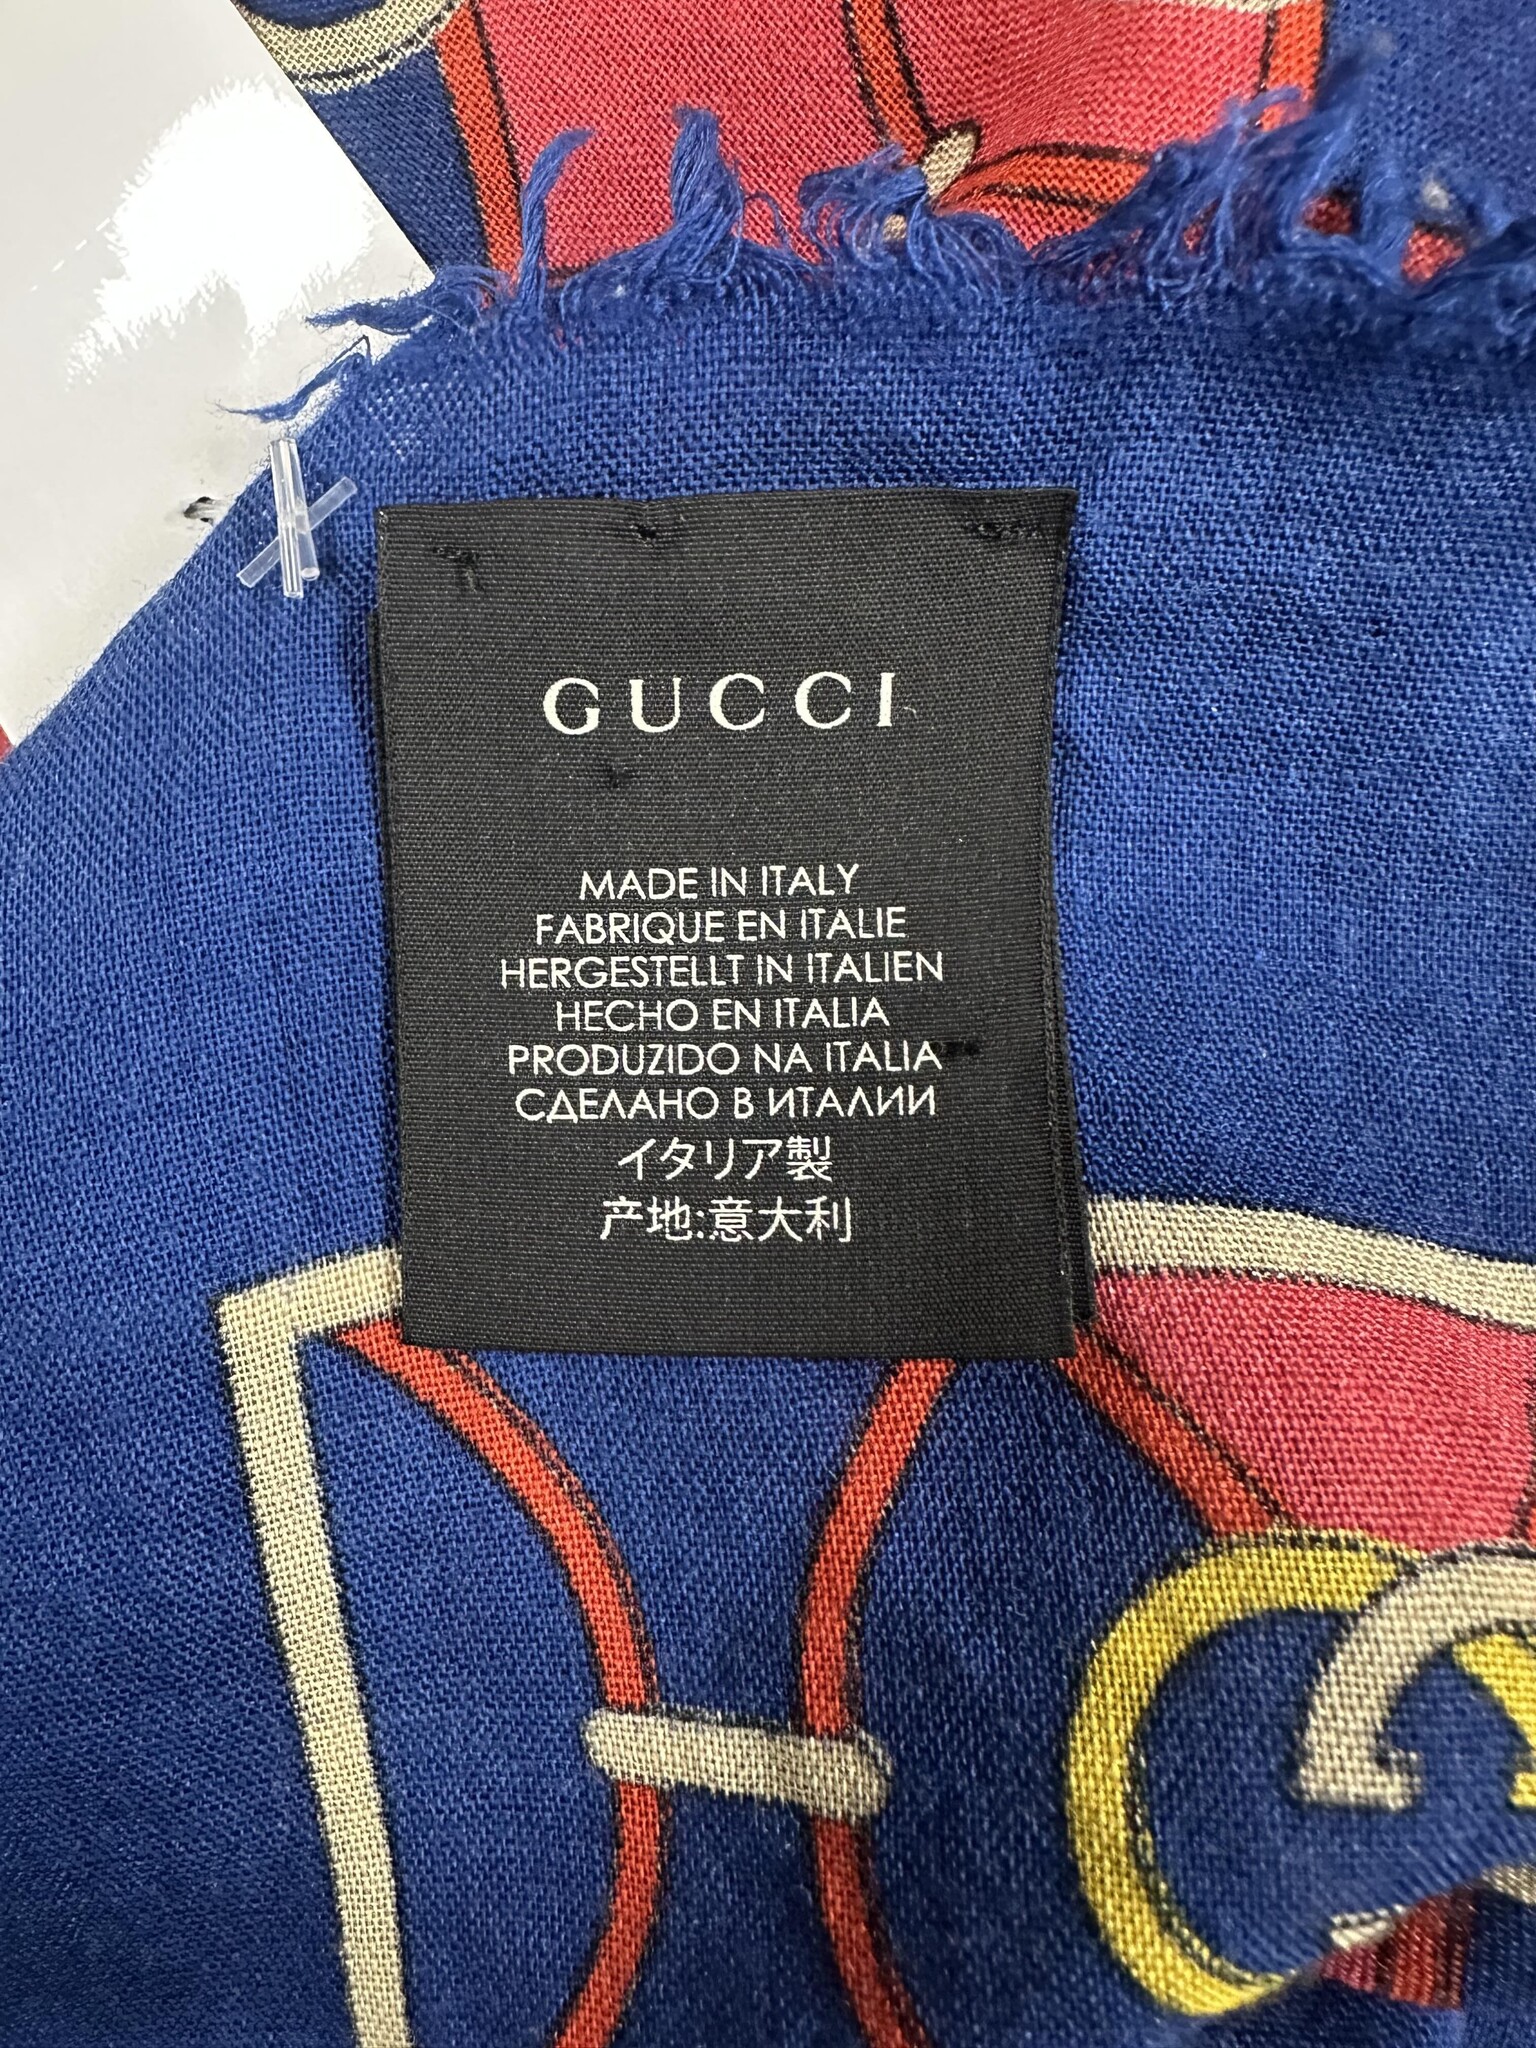 GUCCI
MADE IN ITALY
FABRIQUE EN ITALIE
HERGESTELLT IN ITALIEN
HECHO EN ITALIA
PRODUZIDO NA ITALIA
СДЕЛАНО В ИТАЛИИ
イタリア製
产地:意大利